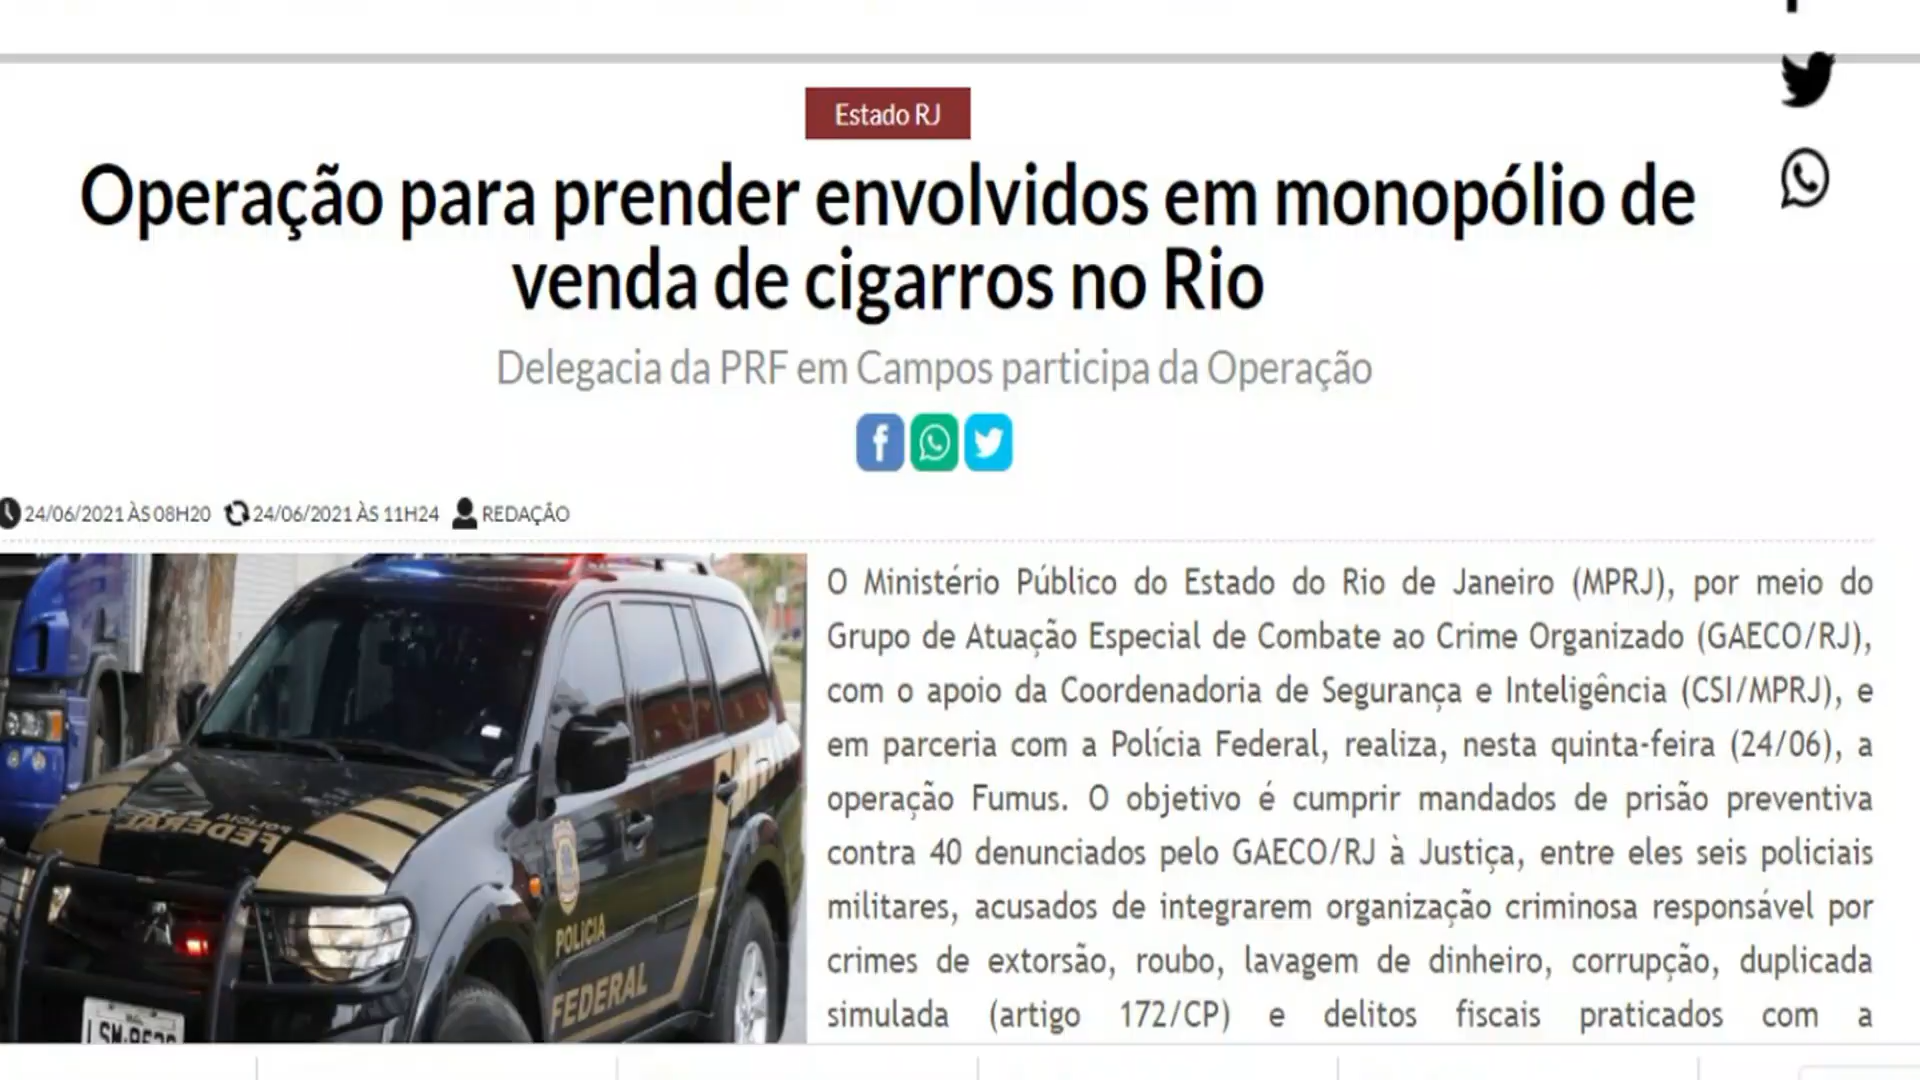 Estado RJ
Operação para prender envolvidos em monopólio de
venda de cigarros no Rio
Delegacia da PRF em Campos participa da Operação
24/06/2021 ÀS 08H20 24/06/2021 ÀS 11H24 REDAÇÃO
O Ministério Público do Estado do Rio de Janeiro (MPRJ), por meio do
Grupo de Atuação Especial de Combate ao Crime Organizado (GAECO/RJ),
com o apoio da Coordenadoria de Segurança e Inteligência (CSI/MPRJ), e
em parceria com a Polícia Federal, realiza, nesta quinta-feira (24/06), a
operação Fumus. O objetivo é cumprir mandados de prisão preventiva
contra 40 denunciados pelo GAECO/RJ à Justiça, entre eles seis policiais
militares, acusados de integrarem organização criminosa responsável por
crimes de extorsão, roubo, lavagem de dinheiro, corrupção, duplicada
simulada (artigo 172/CP) e delitos fiscais praticados com a
POLÍCIA
FEDERAL
POLÍCIA
FEDERAL